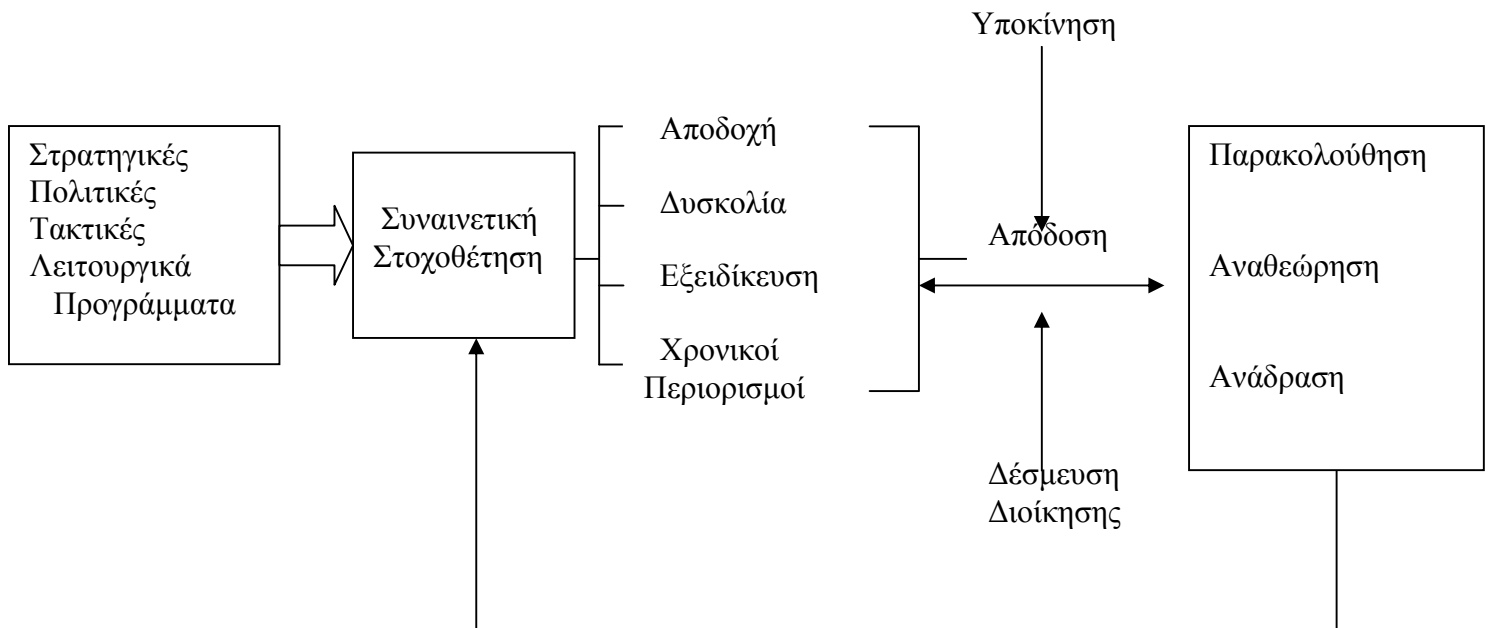 Υποκίνηση
Στρατηγικές
Πολιτικές
Τακτικές
Λειτουργικά
Προγράμματα
Συναινετική
Στοχοθέτηση
Αποδοχή
Δυσκολία
Εξειδίκευση
Χρονικοί
Περιορισμοί
Απόδοση
Δέσμευση
Διοίκησης
Παρακολούθηση
Αναθεώρηση
Ανάδραση